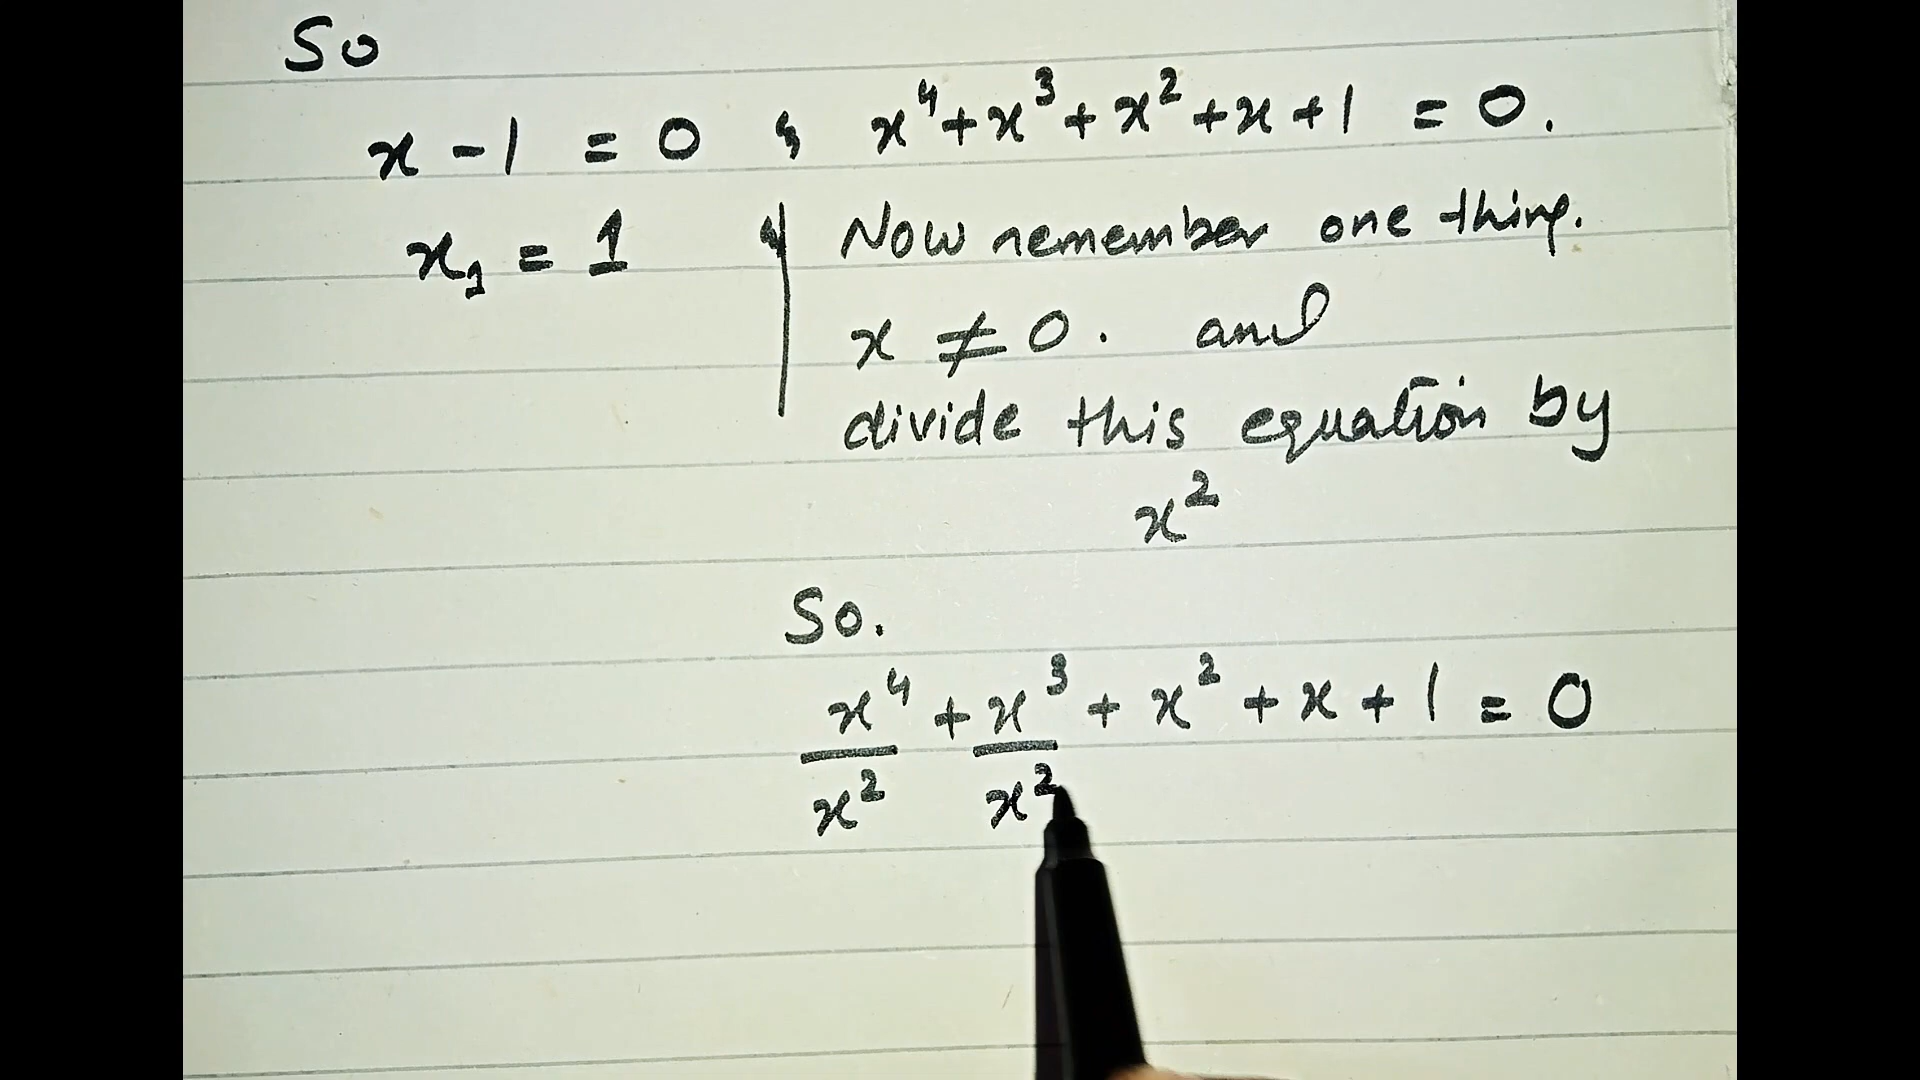 So
x - 1 = 0 & x⁴ + x³ + x² + x + 1 = 0.
x₁ = 1 | Now remember one thing.
x ≠ 0. and
divide this equation by
x²
So.
x⁴/x² + x³/x² + x² + x + 1 = 0